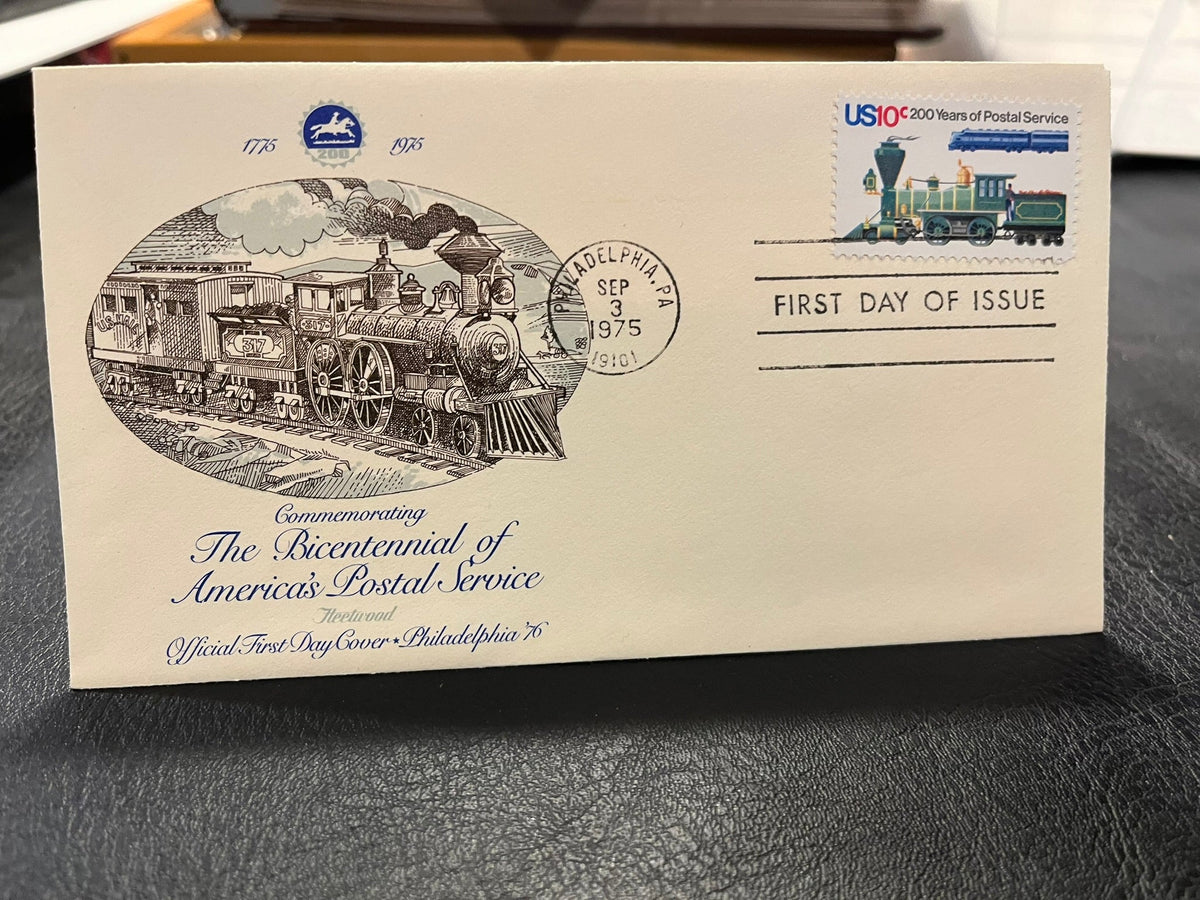 1775
200
1975
US10c 200 Years of Postal Service
PHILADELPHIA, PA
SEP
3
1975
19101
FIRST DAY OF ISSUE
U.S. MAIL
317
317
317
Commemorating
The Bicentennial of
America's Postal Service
Fleetwood
Official First Day Cover ★ Philadelphia '76